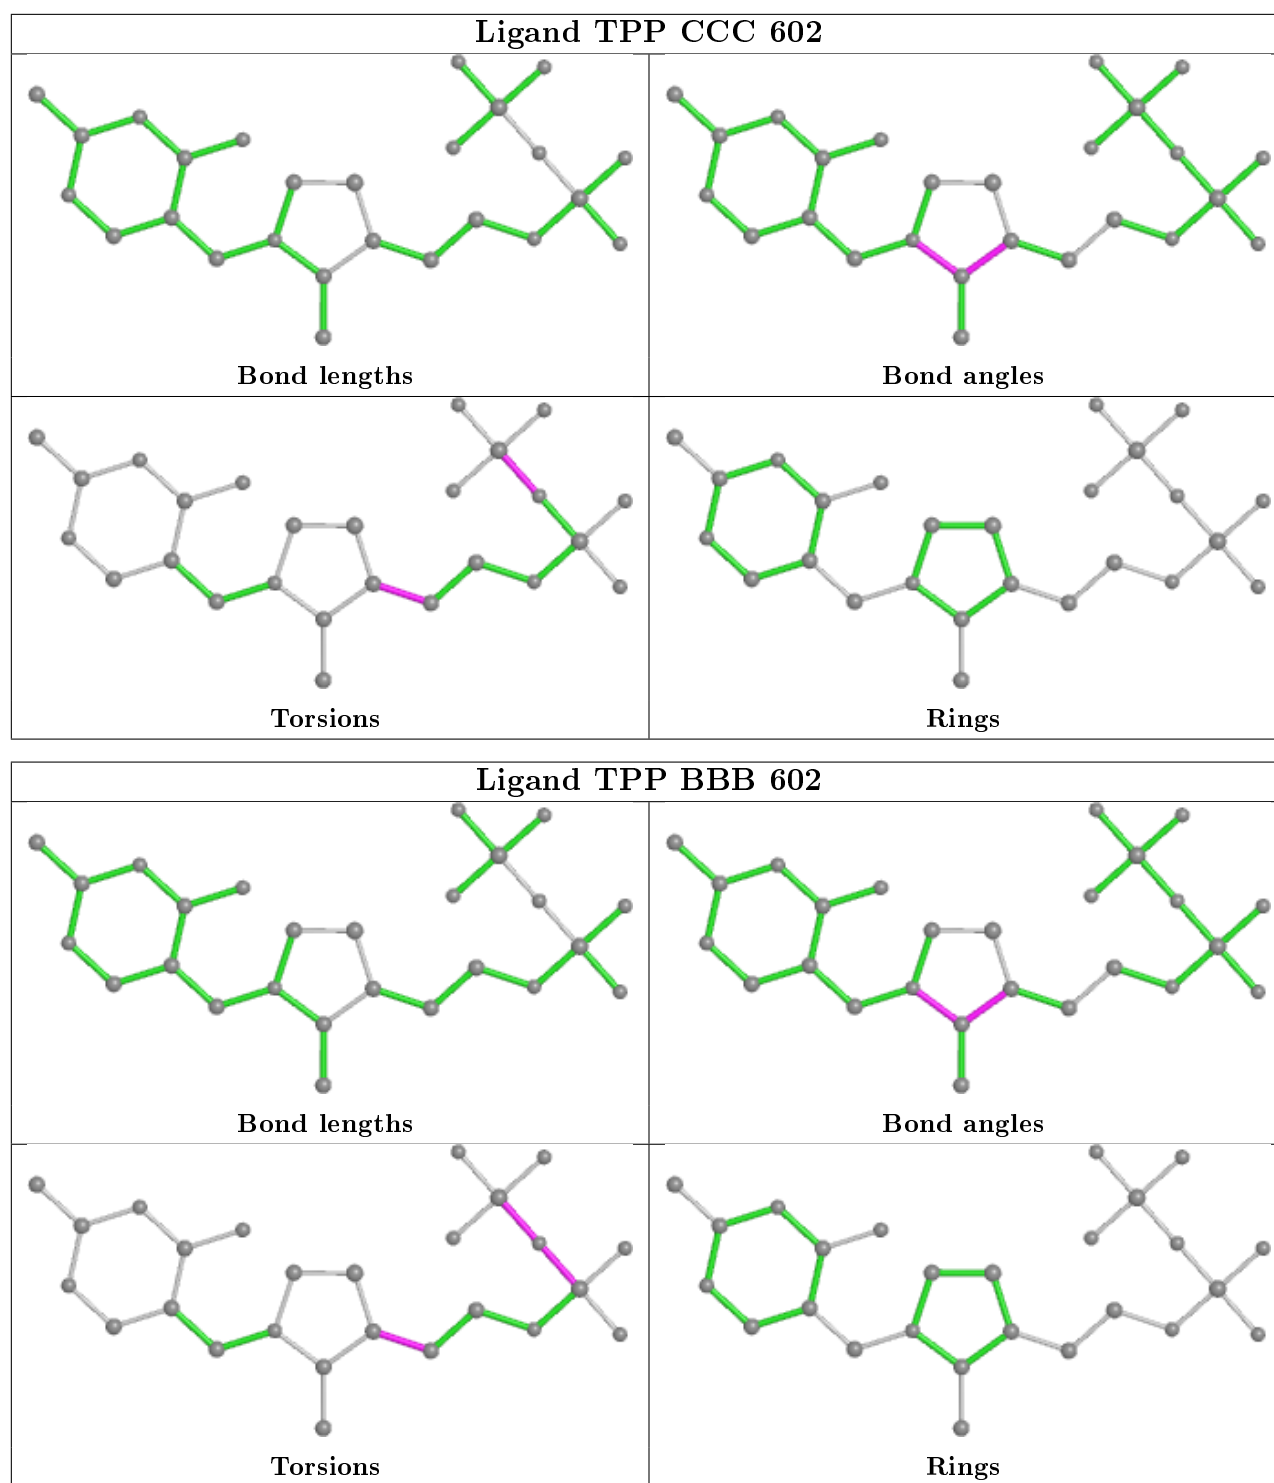 Ligand TPP CCC 602
Bond lengths
Bond angles
Torsions
Rings
Ligand TPP BBB 602
Bond lengths
Bond angles
Torsions
Rings